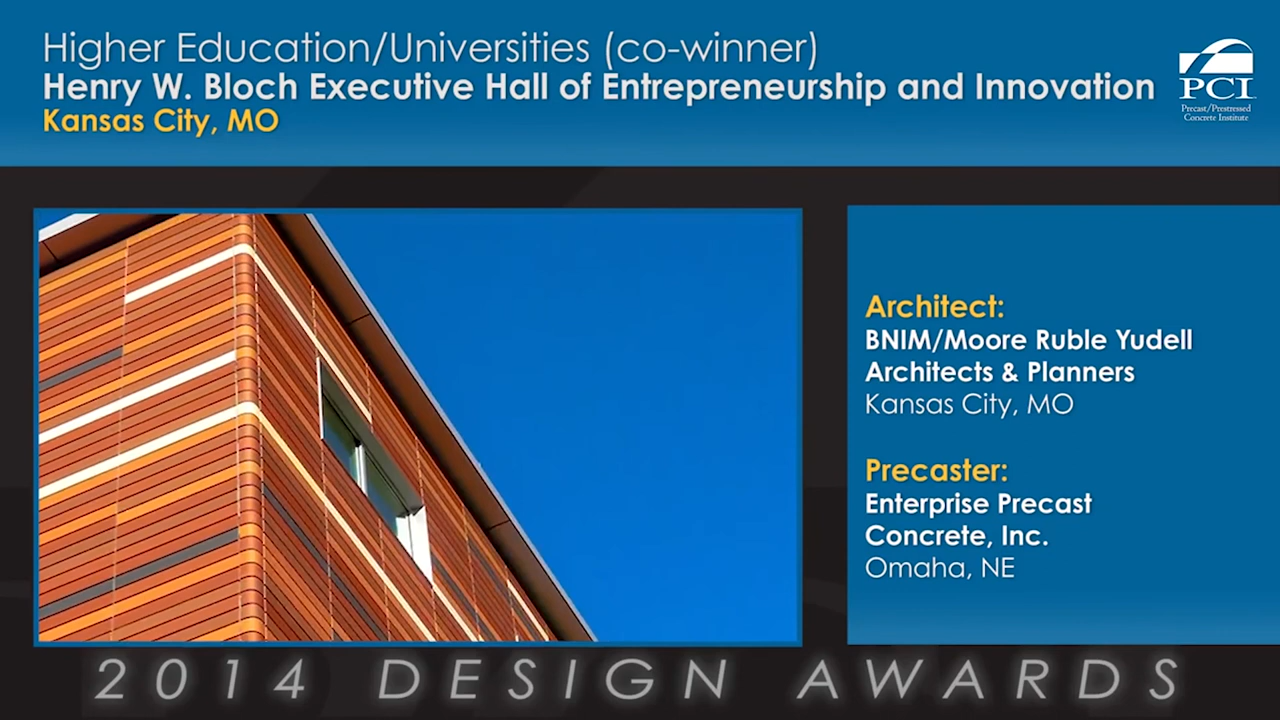 Higher Education/Universities (co-winner)
Henry W. Bloch Executive Hall of Entrepreneurship and Innovation
Kansas City, MO
PCI
Precast/Prestressed
Concrete Institute
Architect:
BNIM/Moore Ruble Yudell
Architects & Planners
Kansas City, MO
Precaster:
Enterprise Precast
Concrete, Inc.
Omaha, NE
2014 DESIGN AWARDS